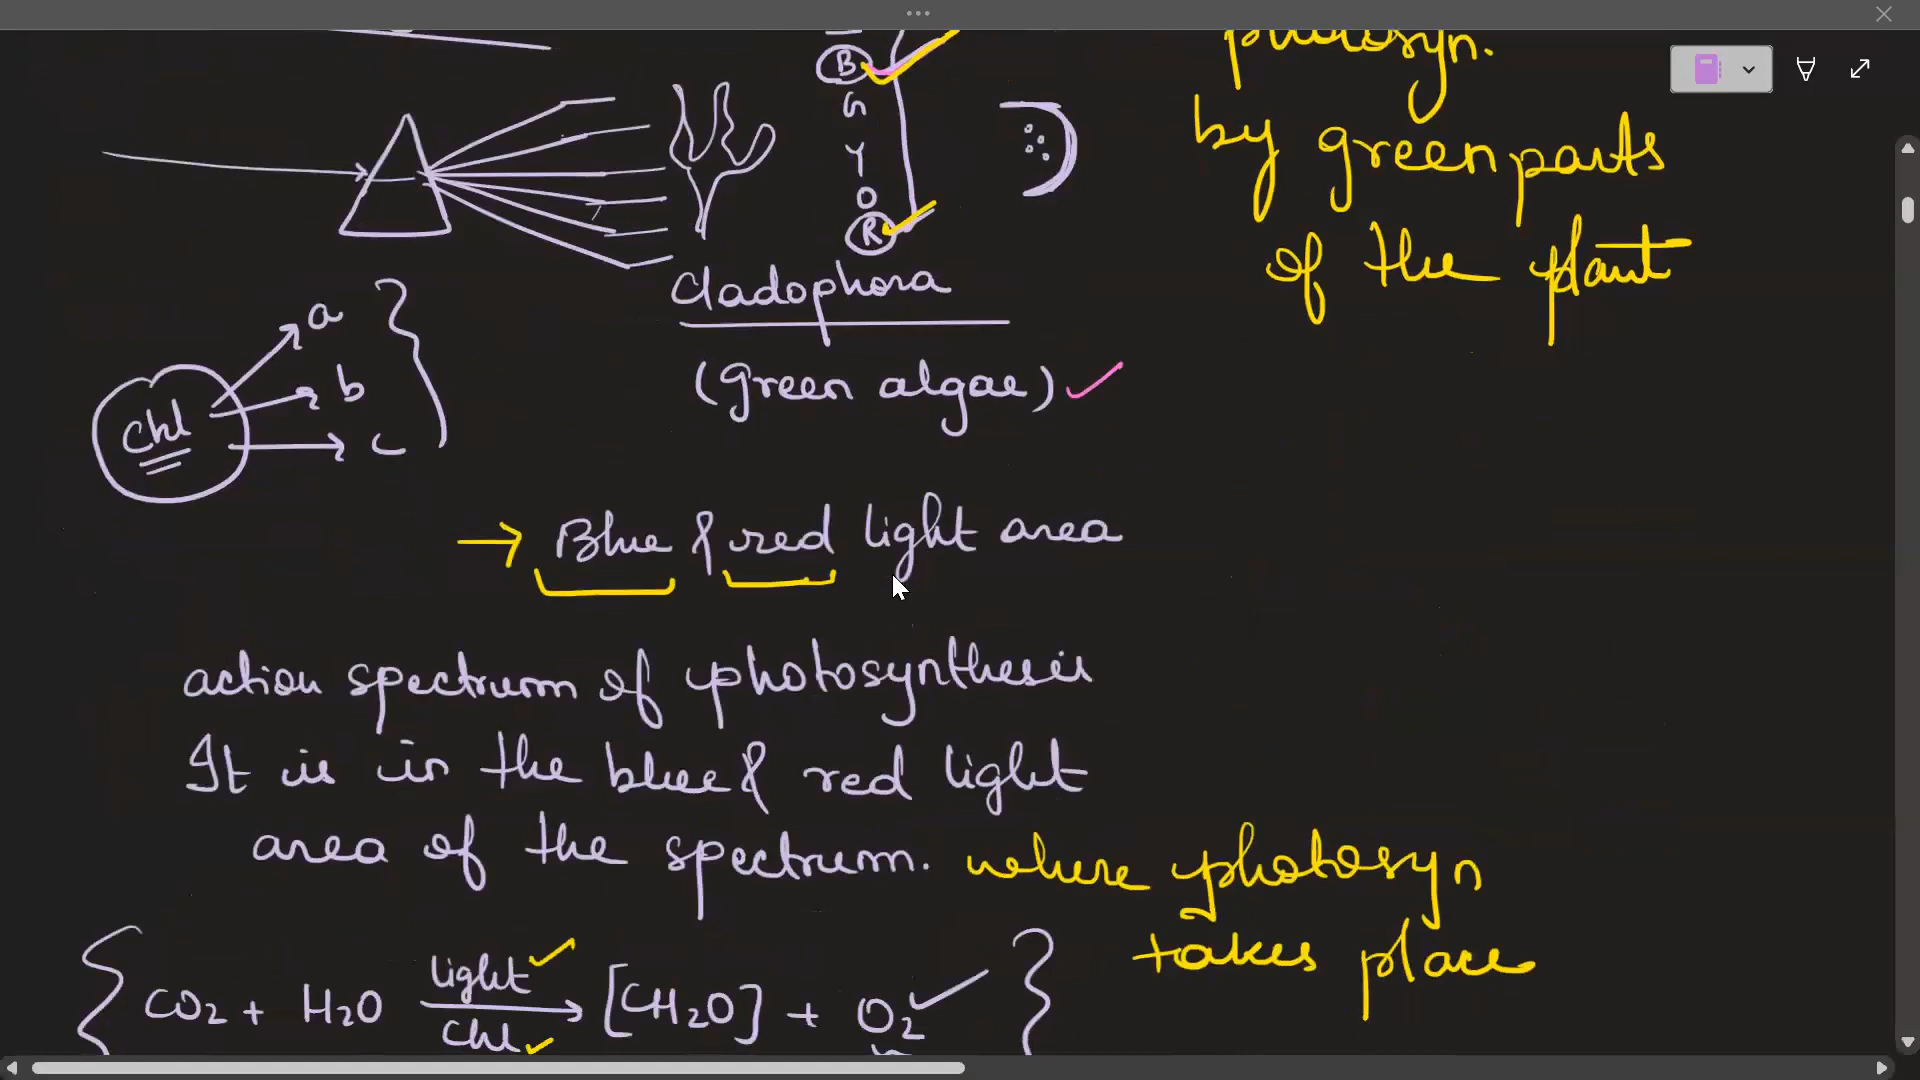 photosyn.
B
G
Y
O
R
by green parts
of the plant
Cladophora
a
b
c
Chl
(Green algae)
→ Blue & red light area
action spectrum of photosynthesis
It is in the blue & red light
area of the spectrum. where photosyn
takes place
light
CO2 + H2O → [CH2O] + O2
Chl